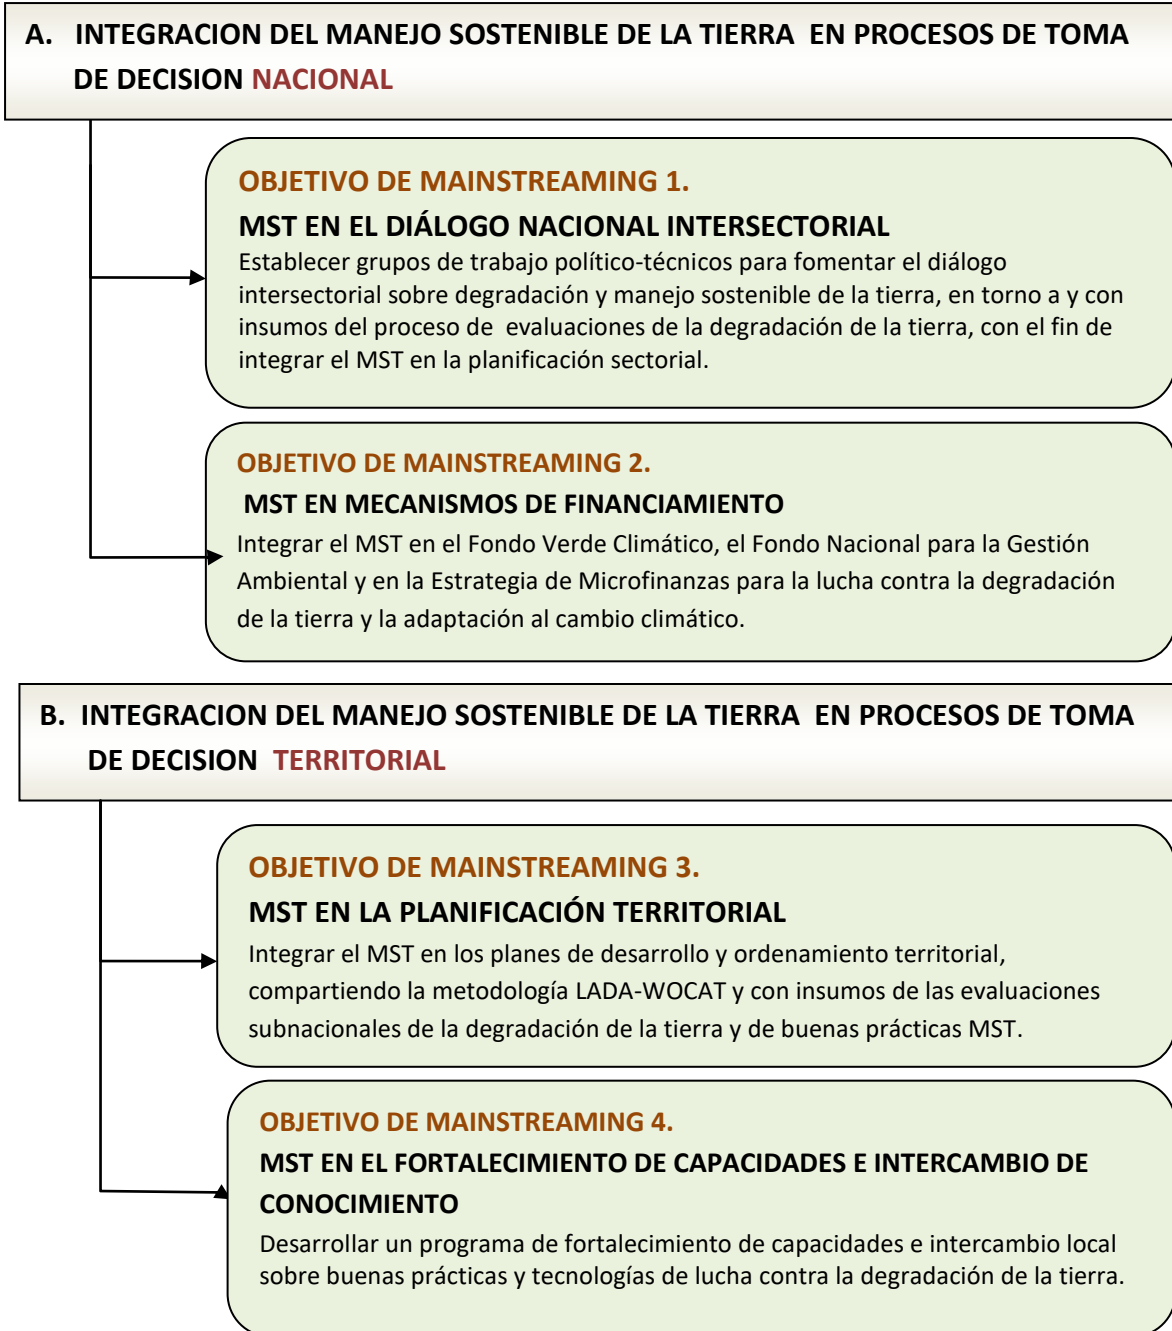 A. INTEGRACION DEL MANEJO SOSTENIBLE DE LA TIERRA EN PROCESOS DE TOMA
DE DECISION NACIONAL
OBJETIVO DE MAINSTREAMING 1.
MST EN EL DIÁLOGO NACIONAL INTERSECTORIAL
Establecer grupos de trabajo político-técnicos para fomentar el diálogo
intersectorial sobre degradación y manejo sostenible de la tierra, en torno a y con
insumos del proceso de evaluaciones de la degradación de la tierra, con el fin de
integrar el MST en la planificación sectorial.
OBJETIVO DE MAINSTREAMING 2.
MST EN MECANISMOS DE FINANCIAMIENTO
Integrar el MST en el Fondo Verde Climático, el Fondo Nacional para la Gestión
Ambiental y en la Estrategia de Microfinanzas para la lucha contra la degradación
de la tierra y la adaptación al cambio climático.
B. INTEGRACION DEL MANEJO SOSTENIBLE DE LA TIERRA EN PROCESOS DE TOMA
DE DECISION TERRITORIAL
OBJETIVO DE MAINSTREAMING 3.
MST EN LA PLANIFICACIÓN TERRITORIAL
Integrar el MST en los planes de desarrollo y ordenamiento territorial,
compartiendo la metodología LADA-WOCAT y con insumos de las evaluaciones
subnacionales de la degradación de la tierra y de buenas prácticas MST.
OBJETIVO DE MAINSTREAMING 4.
MST EN EL FORTALECIMIENTO DE CAPACIDADES E INTERCAMBIO DE
CONOCIMIENTO
Desarrollar un programa de fortalecimiento de capacidades e intercambio local
sobre buenas prácticas y tecnologías de lucha contra la degradación de la tierra.